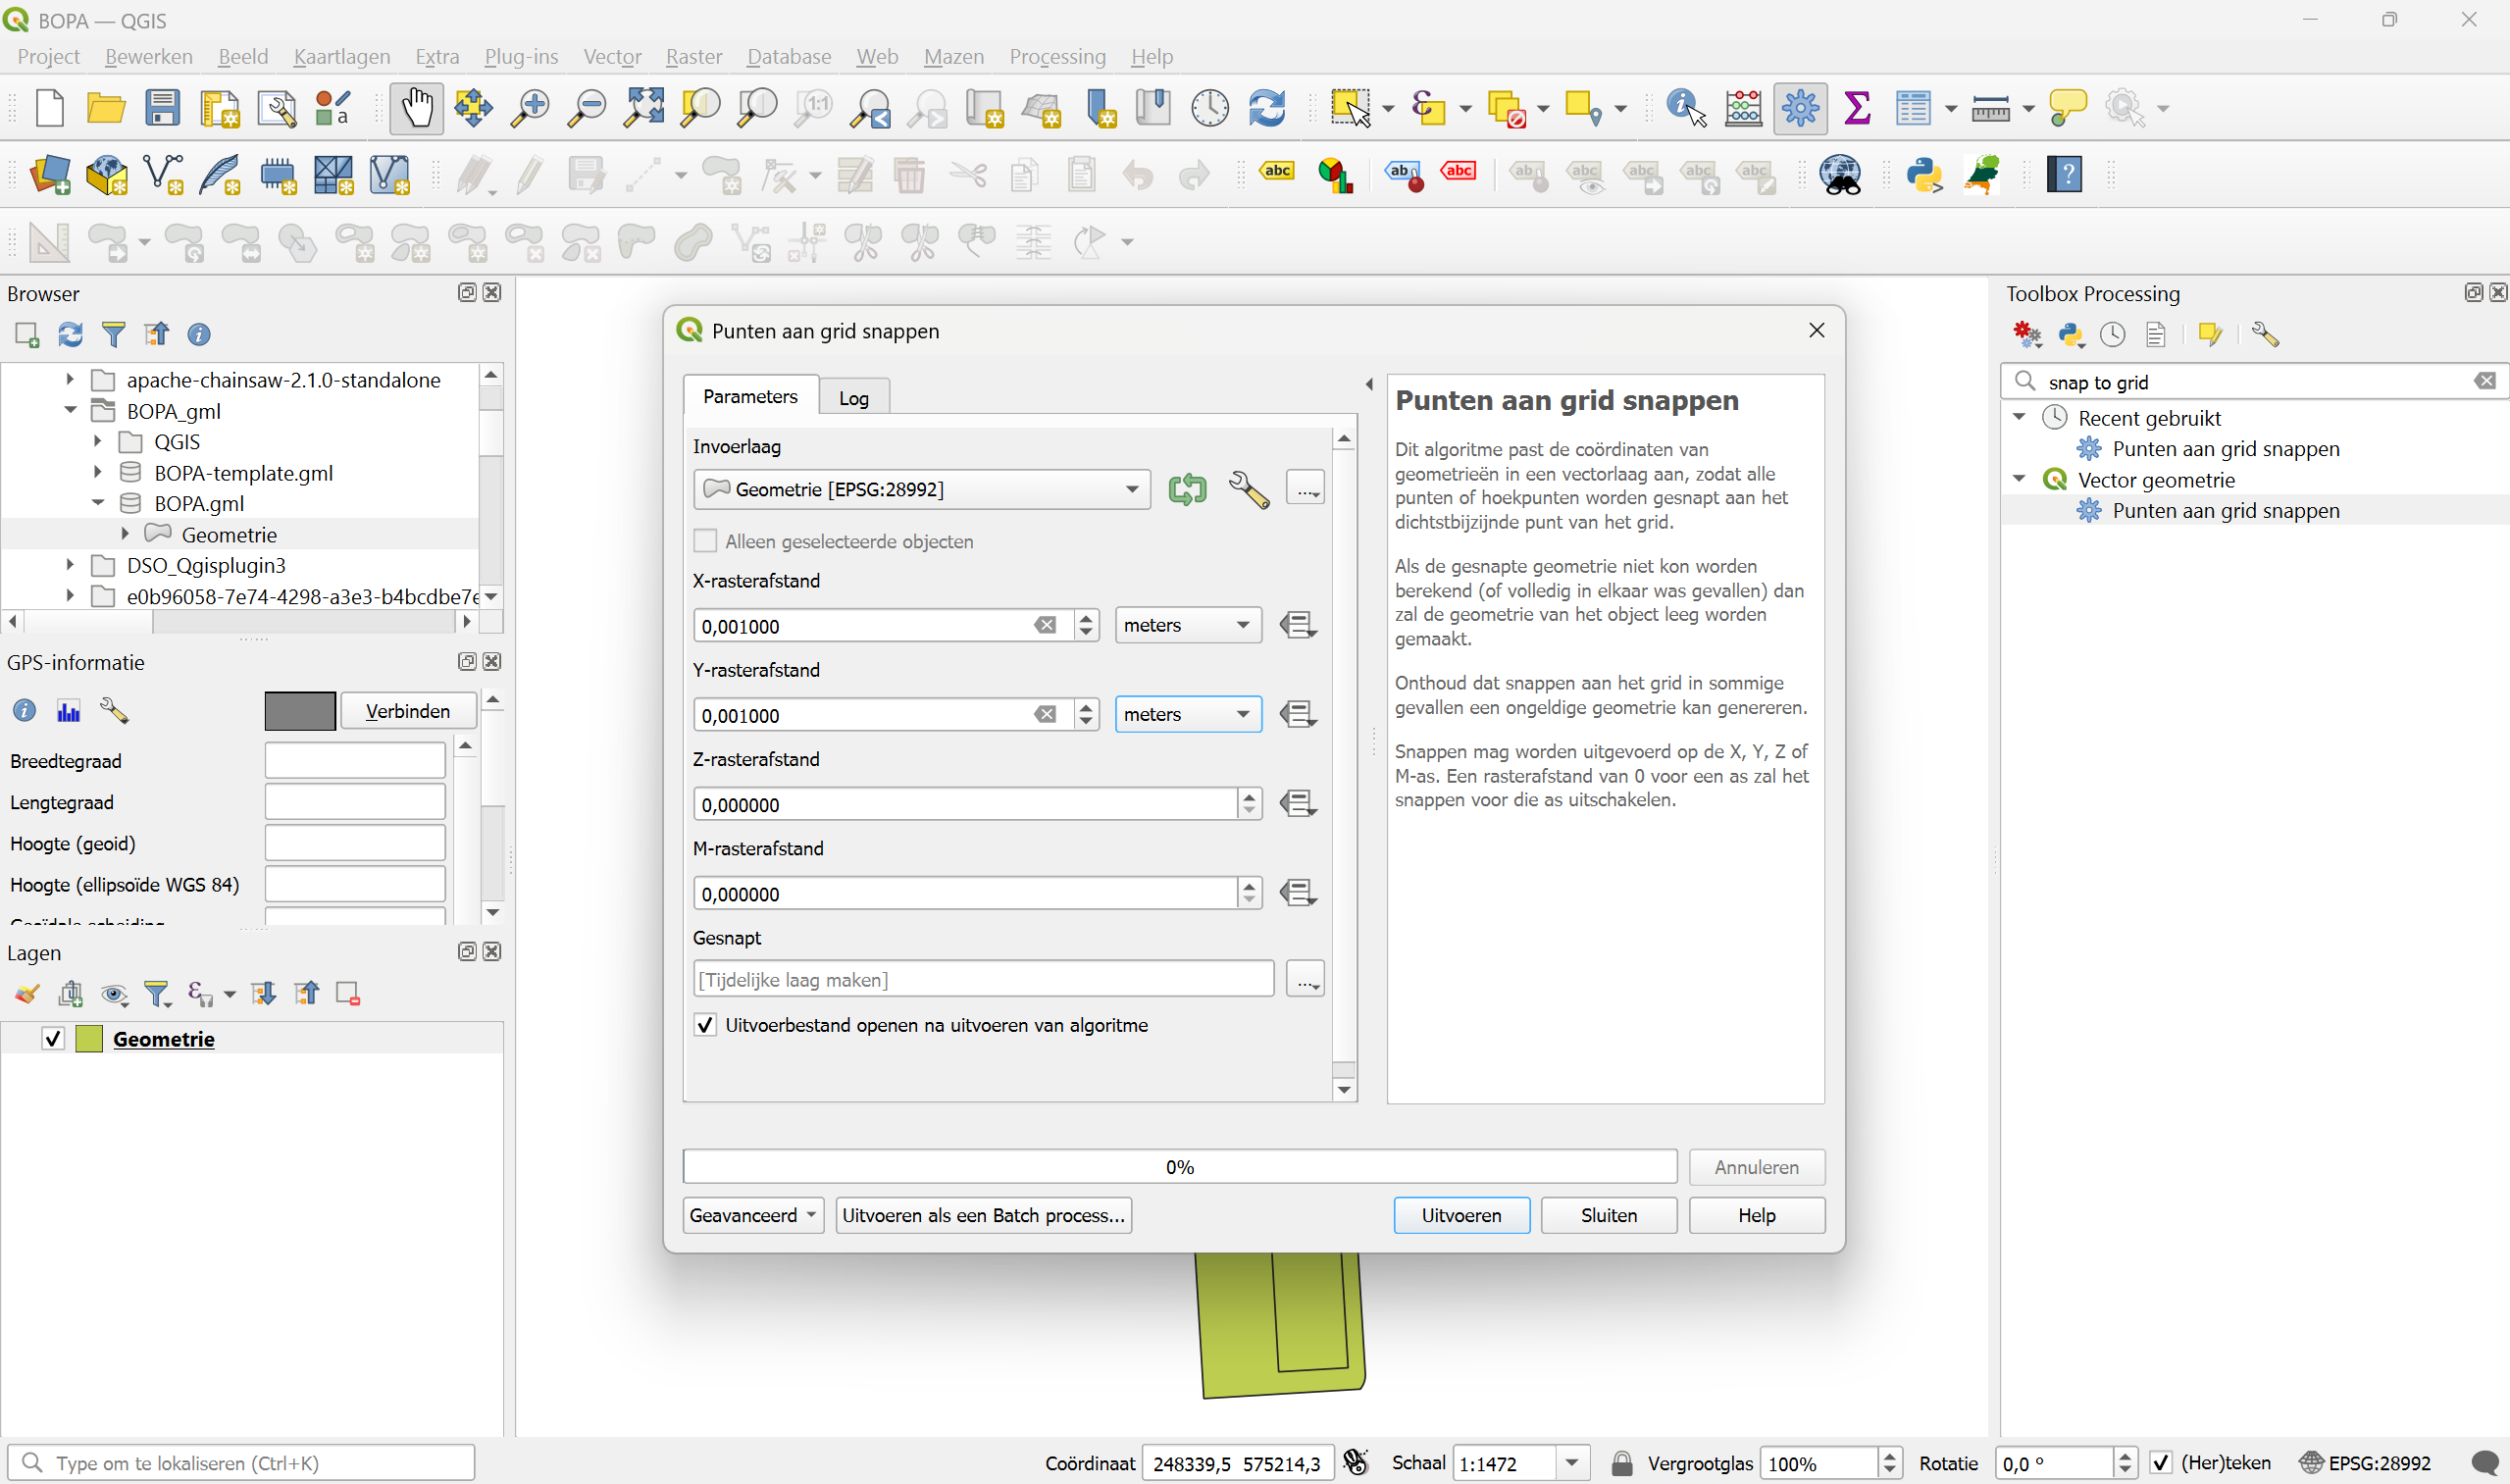 BOPA — QGIS
Project Bewerken Beeld Kaartlagen Extra Plug-ins Vector Raster Database Web Mazen Processing Help
Browser
apache-chainsaw-2.1.0-standalone
BOPA_gml
QGIS
BOPA-template.gml
BOPA.gml
Geometrie
DSO_Qgisplugin3
e0b96058-7e74-4298-a3e3-b4bcdbe7e
GPS-informatie
Verbinden
Breedtegraad
Lengtegraad
Hoogte (geoid)
Hoogte (ellipsoïde WGS 84)
Lagen
Geometrie
Punten aan grid snappen
Parameters Log
Invoerlaag
Geometrie [EPSG:28992]
...
Alleen geselecteerde objecten
X-rasterafstand
0,001000 meters
Y-rasterafstand
0,001000 meters
Z-rasterafstand
0,000000
M-rasterafstand
0,000000
Gesnapt
[Tijdelijke laag maken] ...
Uitvoerbestand openen na uitvoeren van algoritme
Punten aan grid snappen
Dit algoritme past de coördinaten van
geometrieën in een vectorlaag aan, zodat alle
punten of hoekpunten worden gesnapt aan het
dichtstbijzijnde punt van het grid.
Als de gesnapte geometrie niet kon worden
berekend (of volledig in elkaar was gevallen) dan
zal de geometrie van het object leeg worden
gemaakt.
Onthoud dat snappen aan het grid in sommige
gevallen een ongeldige geometrie kan genereren.
Snappen mag worden uitgevoerd op de X, Y, Z of
M-as. Een rasterafstand van 0 voor een as zal het
snappen voor die as uitschakelen.
0% Annuleren
Geavanceerd Uitvoeren als een Batch process... Uitvoeren Sluiten Help
Toolbox Processing
snap to grid
Recent gebruikt
Punten aan grid snappen
Vector geometrie
Punten aan grid snappen
Type om te lokaliseren (Ctrl+K) Coördinaat 248339,5 575214,3 Schaal 1:1472 Vergrootglas 100% Rotatie 0,0 ° (Her)teken EPSG:28992